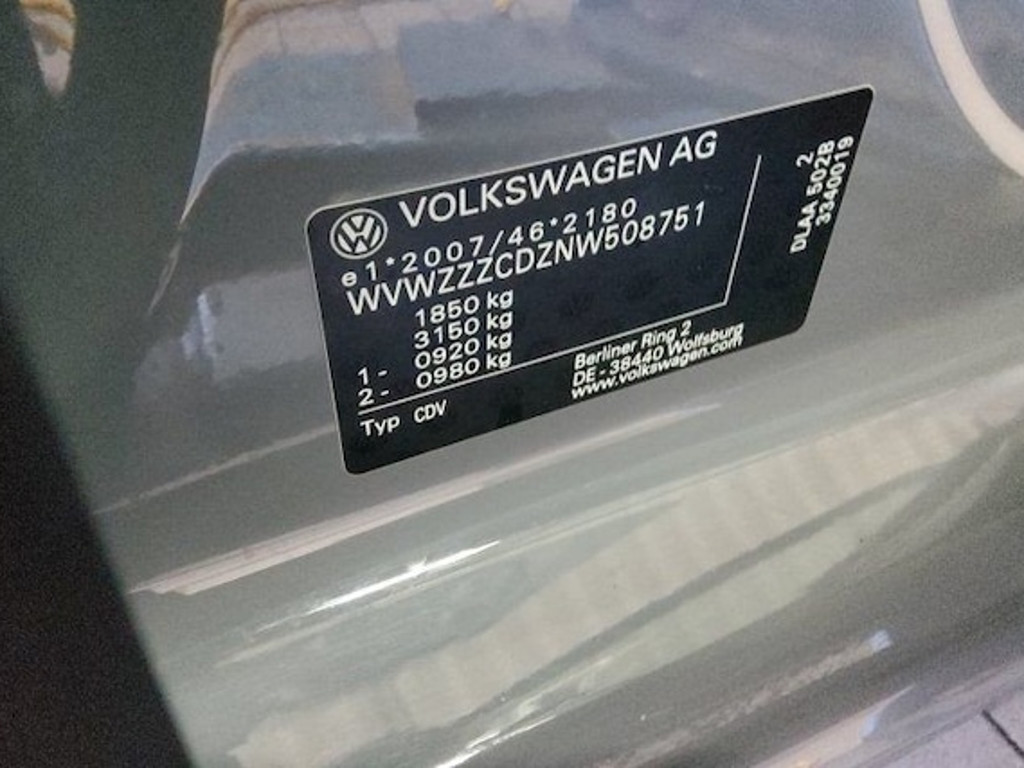 VOLKSWAGEN AG
e1*2007/46*2180
WVWZZZCDZNW508751
1850 kg
3150 kg
1- 0920 kg
2- 0980 kg
Typ CDV
Berliner Ring 2
DE-38440 Wolfsburg
www.volkswagen.com
2.
DLAA 502B
3340019